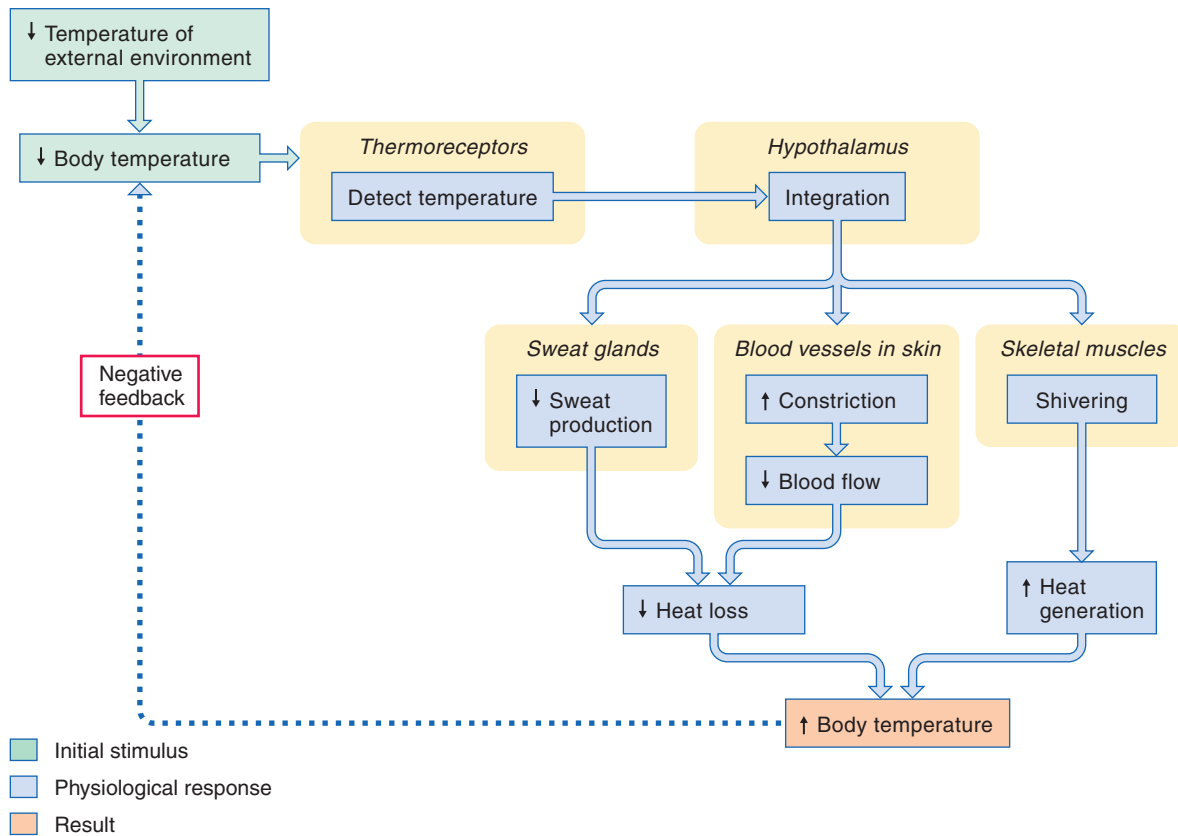 ↓ Temperature of
external environment
↓ Body temperature
Thermoreceptors
Detect temperature
Hypothalamus
Integration
Sweat glands
↓ Sweat
production
Blood vessels in skin
↑ Constriction
↓ Blood flow
Skeletal muscles
Shivering
Negative
feedback
↓ Heat loss
↑ Heat
generation
↑ Body temperature
Initial stimulus
Physiological response
Result